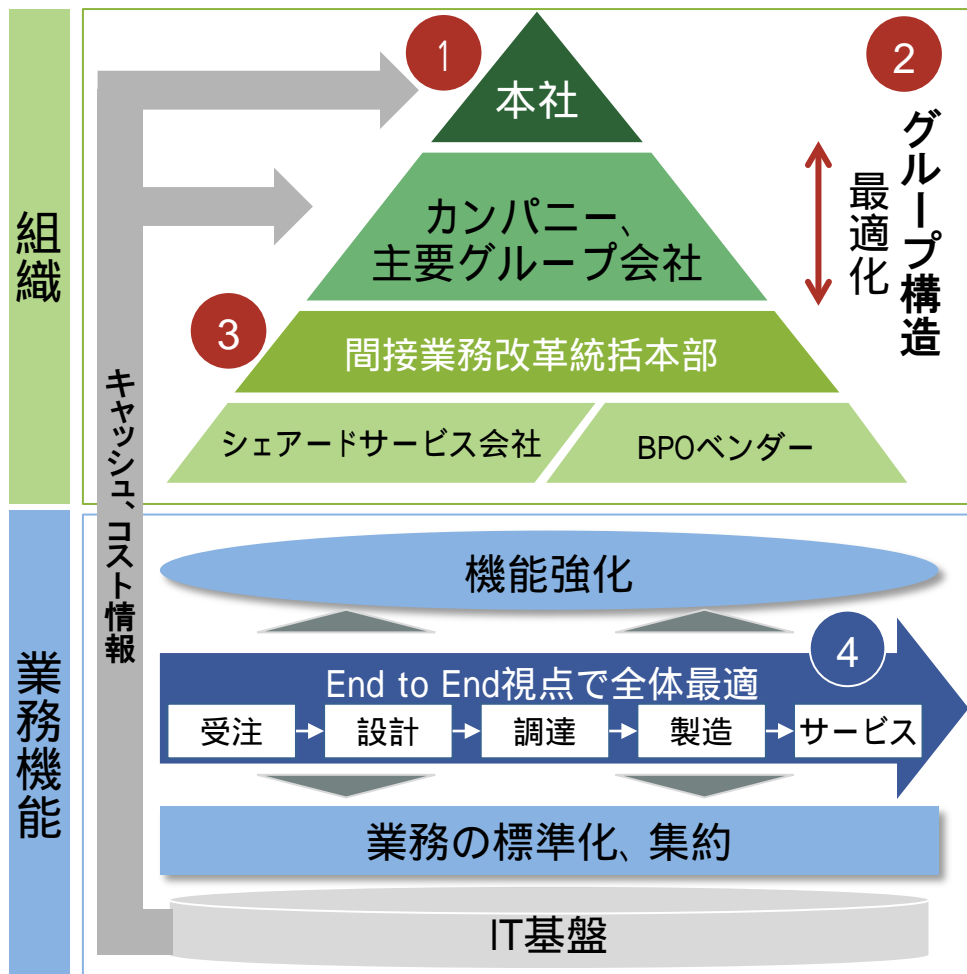 組織
1
本社
2
グループ構造
最適化
カンパニー、
主要グループ会社
3
間接業務改革統括本部
シェアードサービス会社
BPOベンダー
キャッシュ、コスト情報
業務機能
機能強化
4
End to End視点で全体最適
受注
設計
調達
製造
サービス
業務の標準化、集約
IT基盤